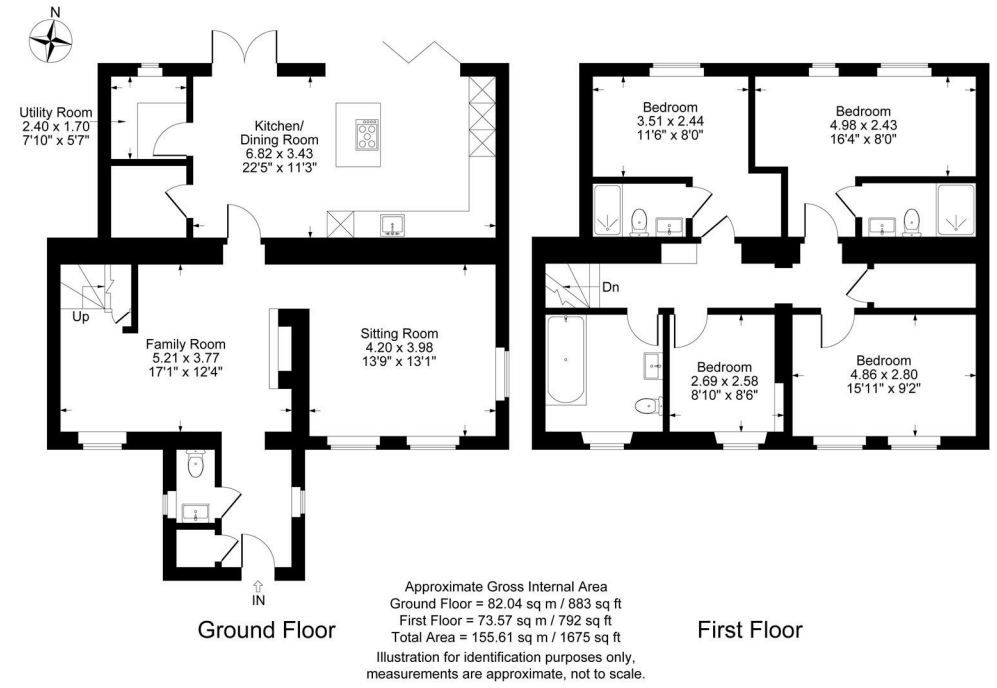 N
Utility Room
2.40 x 1.70
7'10" x 5'7"
Kitchen/
Dining Room
6.82 x 3.43
22'5" x 11'3"
Up
Family Room
5.21 x 3.77
17'1" x 12'4"
Sitting Room
4.20 x 3.98
13'9" x 13'1"
IN
Ground Floor
Bedroom
3.51 x 2.44
11'6" x 8'0"
Bedroom
4.98 x 2.43
16'4" x 8'0"
Dn
Bedroom
2.69 x 2.58
8'10" x 8'6"
Bedroom
4.86 x 2.80
15'11" x 9'2"
First Floor
Approximate Gross Internal Area
Ground Floor = 82.04 sq m / 883 sq ft
First Floor = 73.57 sq m / 792 sq ft
Total Area = 155.61 sq m / 1675 sq ft
Illustration for identification purposes only,
measurements are approximate, not to scale.